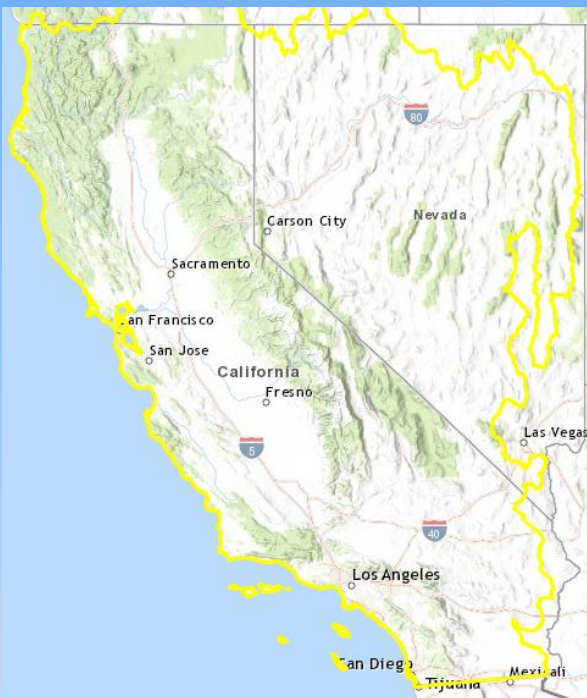 80
Carson City
Nevada
Sacramento
an Francisco
San Jose
California
Fresno
Las Vegas
5
40
Los Angeles
San Diego
Tijuana
Mexicali